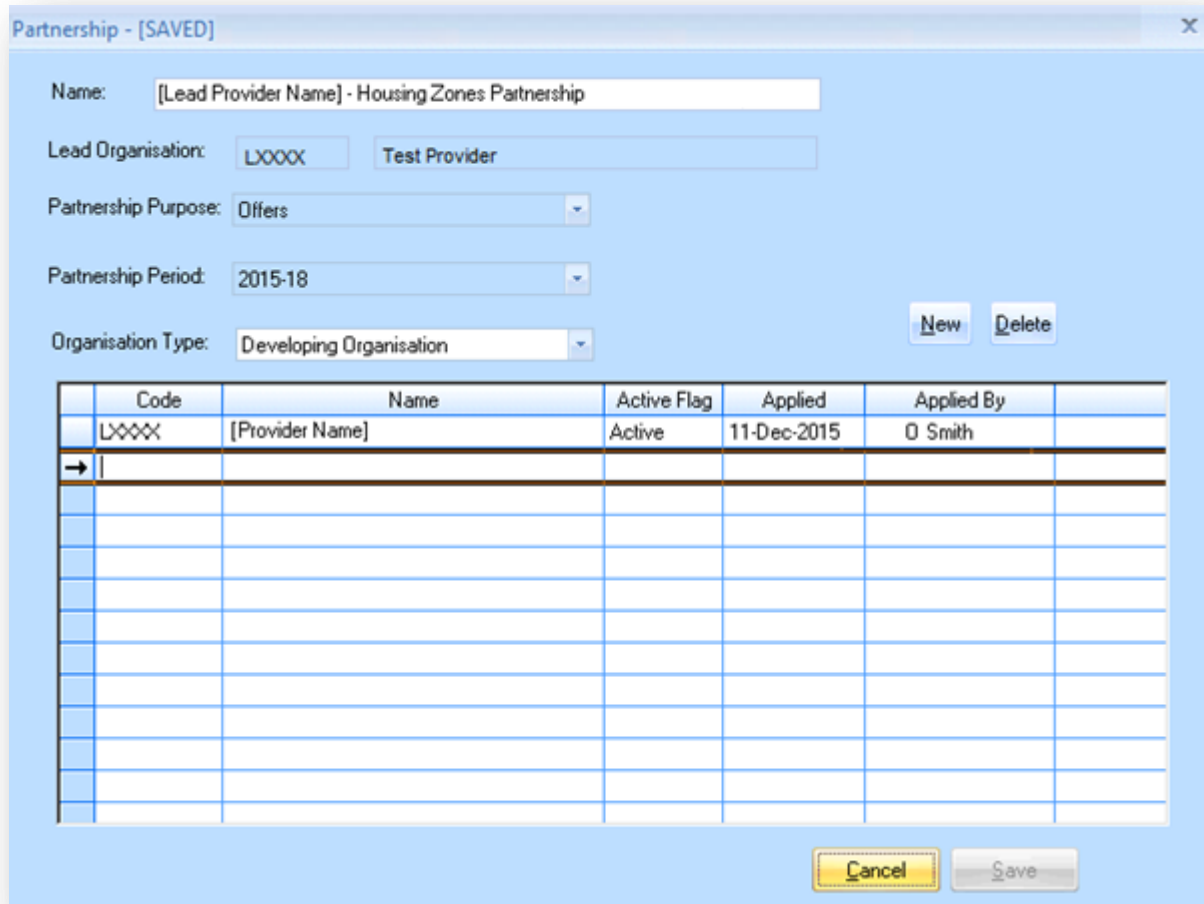 Partnership - [SAVED]
Name: [Lead Provider Name] - Housing Zones Partnership
Lead Organisation: LXXXX Test Provider
Partnership Purpose: Offers
Partnership Period: 2015-18
New Delete
Organisation Type: Developing Organisation
Code Name Active Flag Applied Applied By
LXXXX [Provider Name] Active 11-Dec-2015 O Smith
Cancel Save